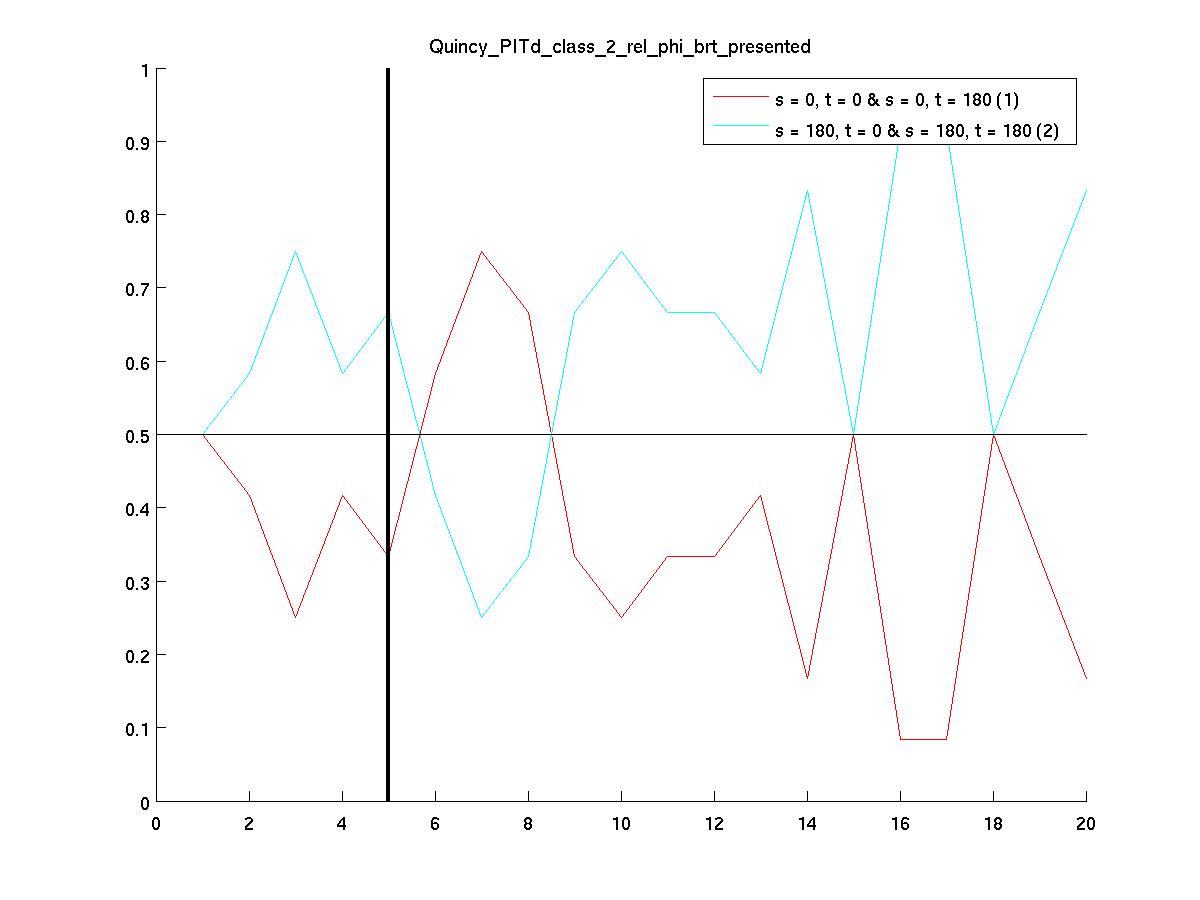 Quincy_PITd_class_2_rel_phi_brt_presented
s = 0, t = 0 & s = 0, t = 180 (1)
s = 180, t = 0 & s = 180, t = 180 (2)
1
0.9
0.8
0.7
0.6
0.5
0.4
0.3
0.2
0.1
0
0 2 4 6 8 10 12 14 16 18 20